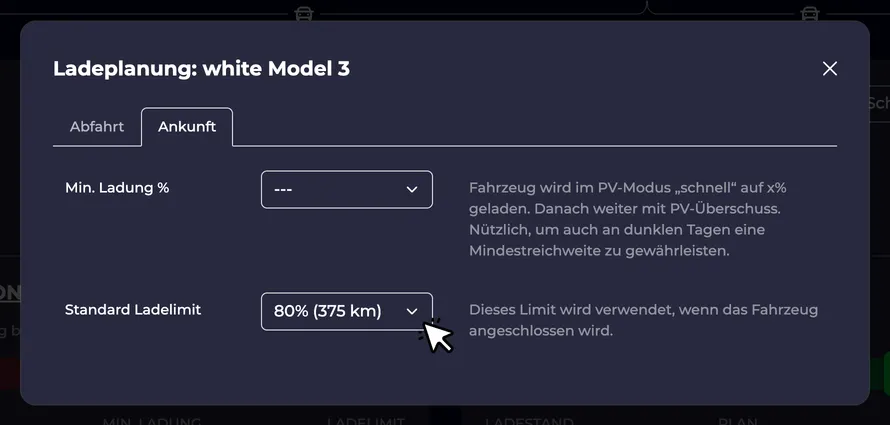 Ladeplanung: white Model 3
Abfahrt
Ankunft
Min. Ladung %
---
Fahrzeug wird im PV-Modus „schnell“ auf x%
geladen. Danach weiter mit PV-Überschuss.
Nützlich, um auch an dunklen Tagen eine
Mindestreichweite zu gewährleisten.
Standard Ladelimit
80% (375 km)
Dieses Limit wird verwendet, wenn das Fahrzeug
angeschlossen wird.
MIN. LADUNG
LADELIMIT
LADESTAND
PLAN